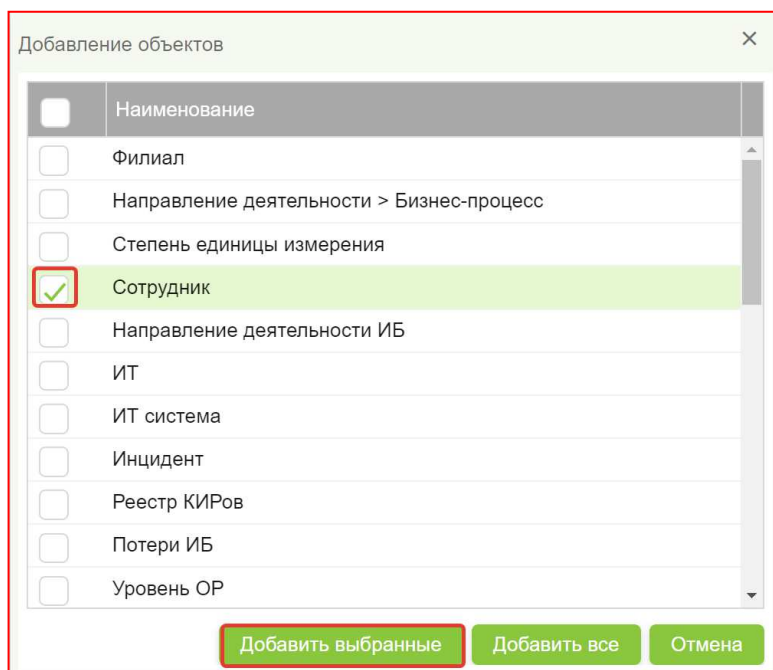 Добавление объектов
Наименование
Филиал
Направление деятельности > Бизнес-процесс
Степень единицы измерения
Сотрудник
Направление деятельности ИБ
ИТ
ИТ система
Инцидент
Реестр КИРов
Потери ИБ
Уровень ОР
Добавить выбранные Добавить все Отмена